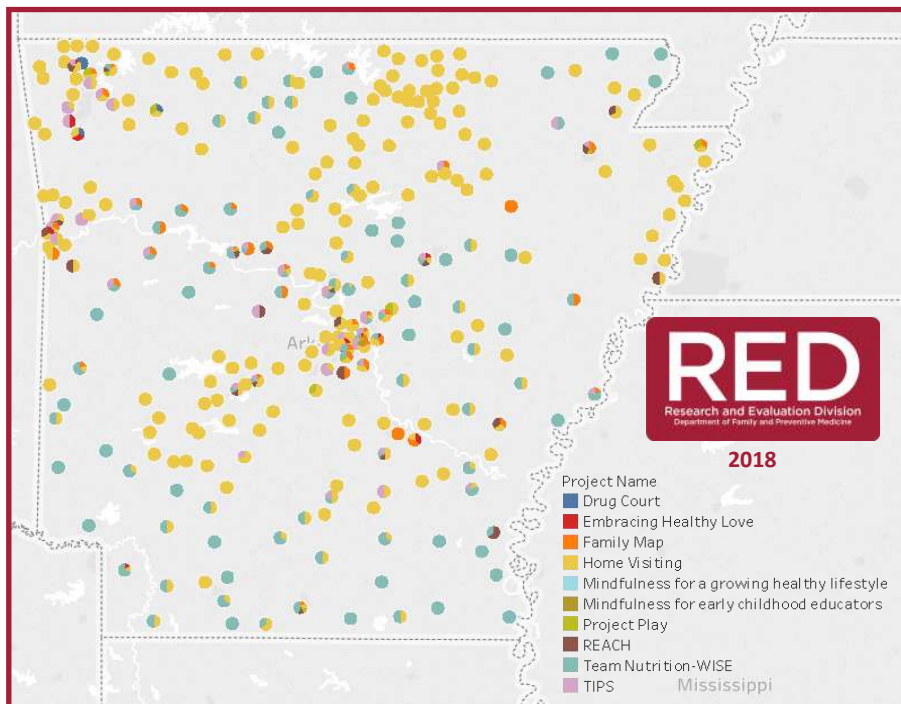 Ark
RED
Research and Evaluation Division
Department of Family and Preventive Medicine
2018
Project Name
Drug Court
Embracing Healthy Love
Family Map
Home Visiting
Mindfulness for a growing healthy lifestyle
Mindfulness for early childhood educators
Project Play
REACH
Team Nutrition-WISE
TIPS
Mississippi